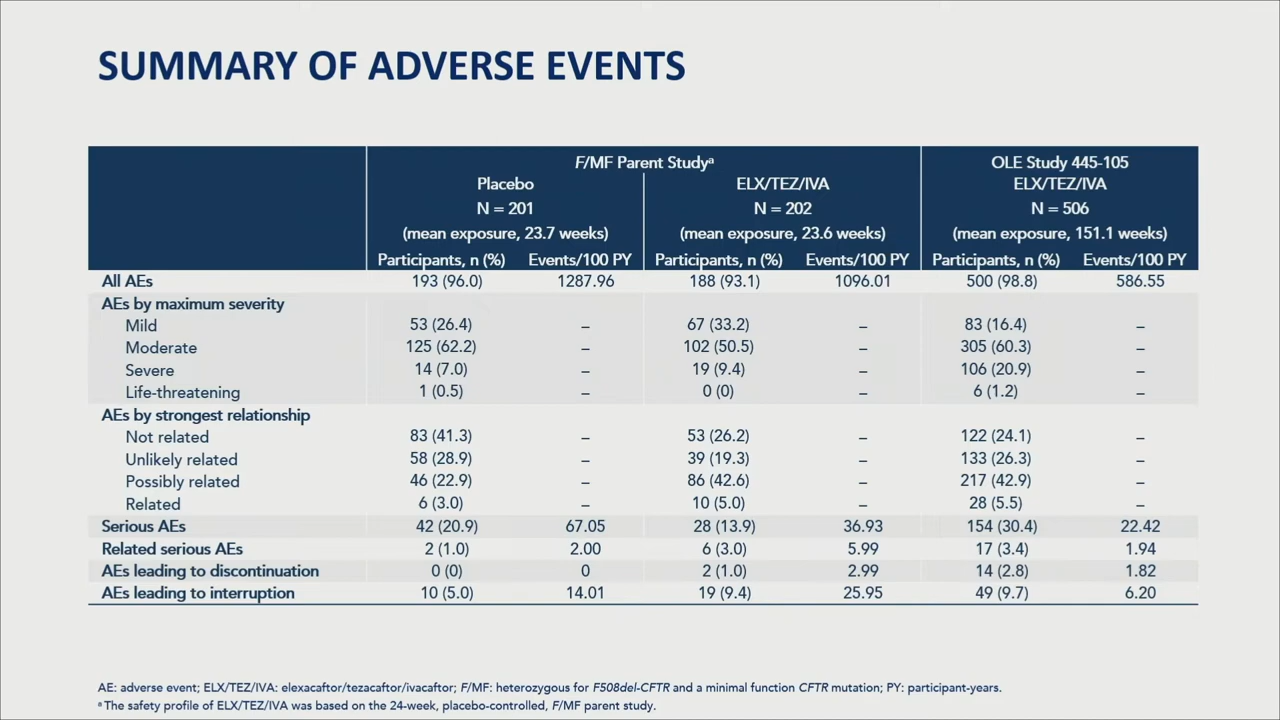 SUMMARY OF ADVERSE EVENTS
F/MF Parent Studyᵃ OLE Study 445-105
Placebo ELX/TEZ/IVA ELX/TEZ/IVA
N = 201 N = 202 N = 506
(mean exposure, 23.7 weeks) (mean exposure, 23.6 weeks) (mean exposure, 151.1 weeks)
Participants, n (%) Events/100 PY Participants, n (%) Events/100 PY Participants, n (%) Events/100 PY
All AEs 193 (96.0) 1287.96 188 (93.1) 1096.01 500 (98.8) 586.55
AEs by maximum severity
Mild 53 (26.4) – 67 (33.2) – 83 (16.4) –
Moderate 125 (62.2) – 102 (50.5) – 305 (60.3) –
Severe 14 (7.0) – 19 (9.4) – 106 (20.9) –
Life-threatening 1 (0.5) – 0 (0) – 6 (1.2) –
AEs by strongest relationship
Not related 83 (41.3) – 53 (26.2) – 122 (24.1) –
Unlikely related 58 (28.9) – 39 (19.3) – 133 (26.3) –
Possibly related 46 (22.9) – 86 (42.6) – 217 (42.9) –
Related 6 (3.0) – 10 (5.0) – 28 (5.5) –
Serious AEs 42 (20.9) 67.05 28 (13.9) 36.93 154 (30.4) 22.42
Related serious AEs 2 (1.0) 2.00 6 (3.0) 5.99 17 (3.4) 1.94
AEs leading to discontinuation 0 (0) 0 2 (1.0) 2.99 14 (2.8) 1.82
AEs leading to interruption 10 (5.0) 14.01 19 (9.4) 25.95 49 (9.7) 6.20
AE: adverse event; ELX/TEZ/IVA: elexacaftor/tezacaftor/ivacaftor; F/MF: heterozygous for F508del-CFTR and a minimal function CFTR mutation; PY: participant-years.
ᵃ The safety profile of ELX/TEZ/IVA was based on the 24-week, placebo-controlled, F/MF parent study.